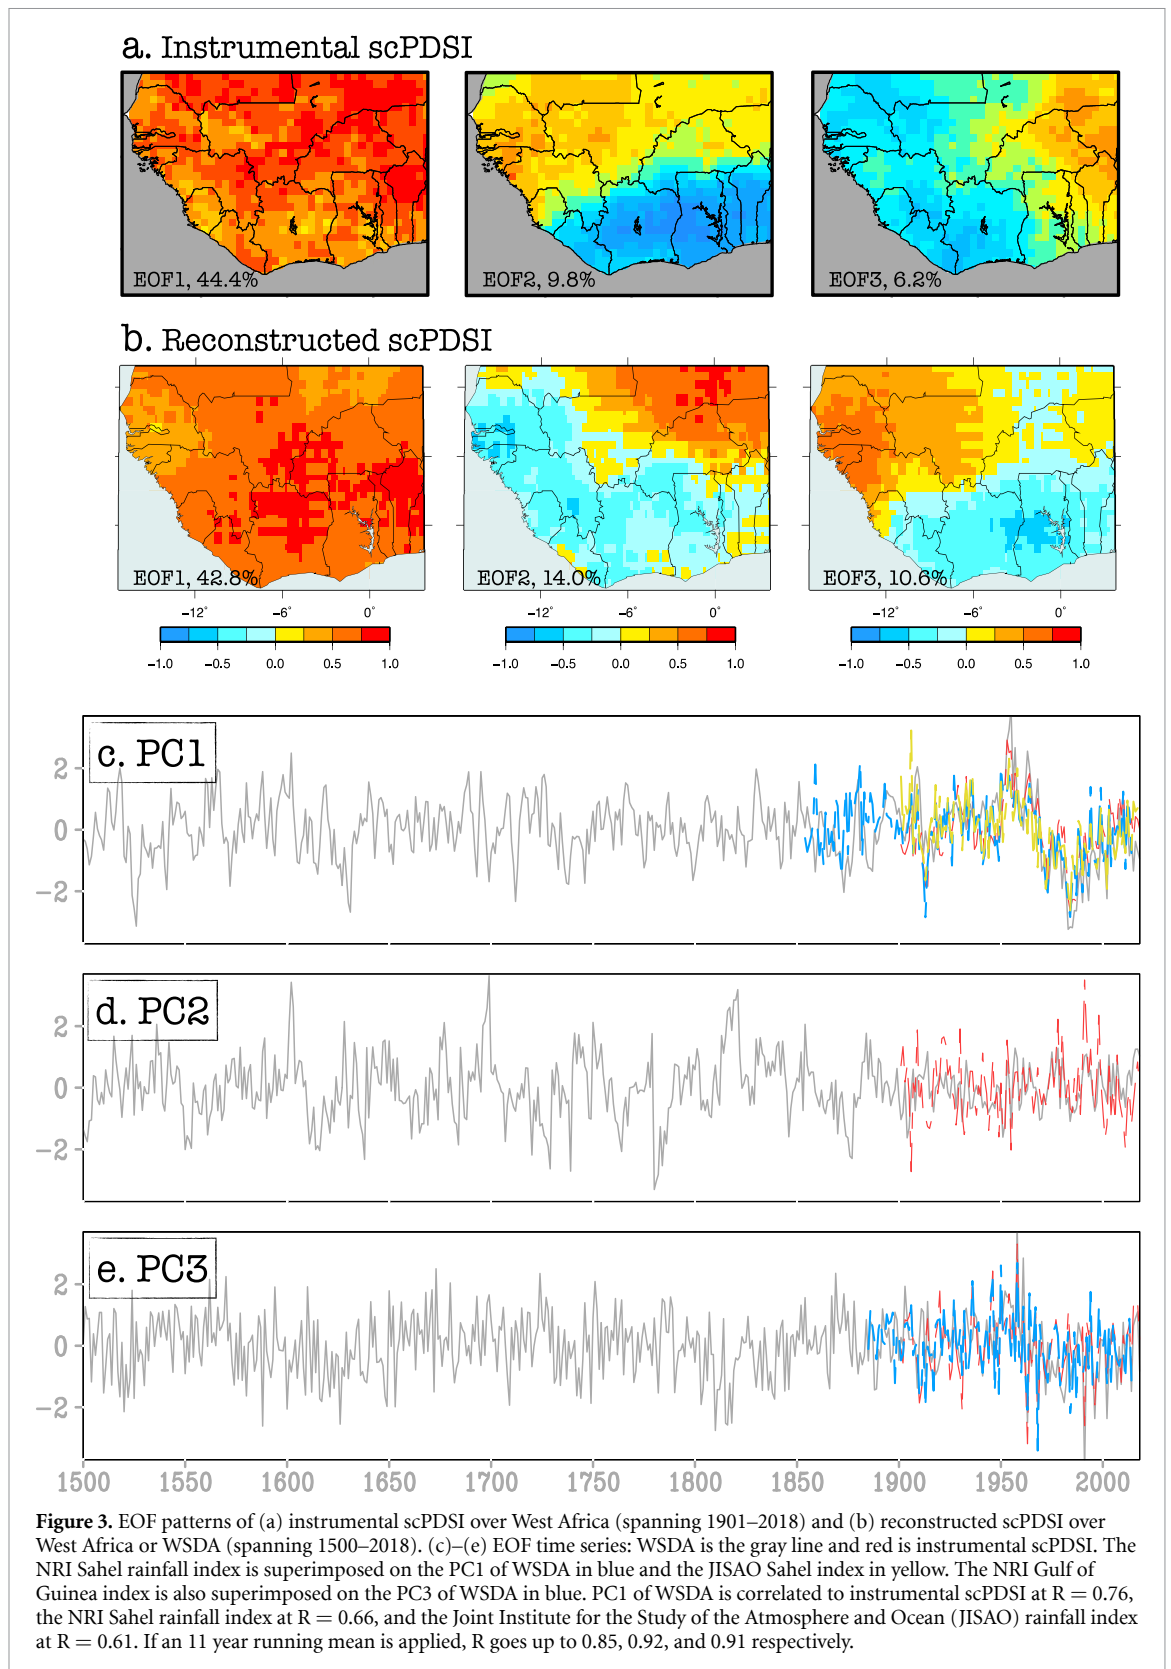 a. Instrumental scPDSI
EOF1, 44.4%
EOF2, 9.8%
EOF3, 6.2%
b. Reconstructed scPDSI
EOF1, 42.8%
EOF2, 14.0%
EOF3, 10.6%
−12° −6° 0° −12° −6° 0° −12° −6° 0°
−1.0 −0.5 0.0 0.5 1.0 −1.0 −0.5 0.0 0.5 1.0 −1.0 −0.5 0.0 0.5 1.0
c. PC1
2
0
−2
d. PC2
2
0
−2
e. PC3
2
0
−2
1500 1550 1600 1650 1700 1750 1800 1850 1900 1950 2000
Figure 3. EOF patterns of (a) instrumental scPDSI over West Africa (spanning 1901–2018) and (b) reconstructed scPDSI over
West Africa or WSDA (spanning 1500–2018). (c)–(e) EOF time series: WSDA is the gray line and red is instrumental scPDSI. The
NRI Sahel rainfall index is superimposed on the PC1 of WSDA in blue and the JISAO Sahel index in yellow. The NRI Gulf of
Guinea index is also superimposed on the PC3 of WSDA in blue. PC1 of WSDA is correlated to instrumental scPDSI at R = 0.76,
the NRI Sahel rainfall index at R = 0.66, and the Joint Institute for the Study of the Atmosphere and Ocean (JISAO) rainfall index
at R = 0.61. If an 11 year running mean is applied, R goes up to 0.85, 0.92, and 0.91 respectively.